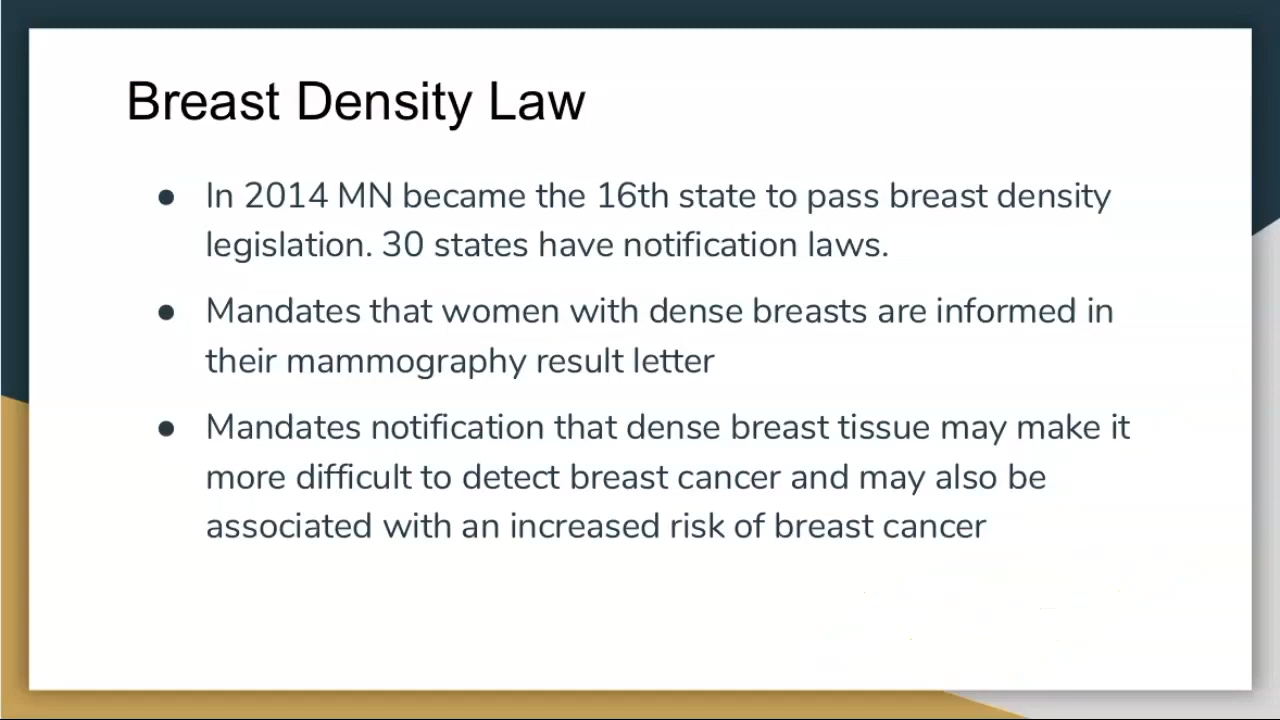 Breast Density Law
● In 2014 MN became the 16th state to pass breast density
legislation. 30 states have notification laws.
● Mandates that women with dense breasts are informed in
their mammography result letter
● Mandates notification that dense breast tissue may make it
more difficult to detect breast cancer and may also be
associated with an increased risk of breast cancer